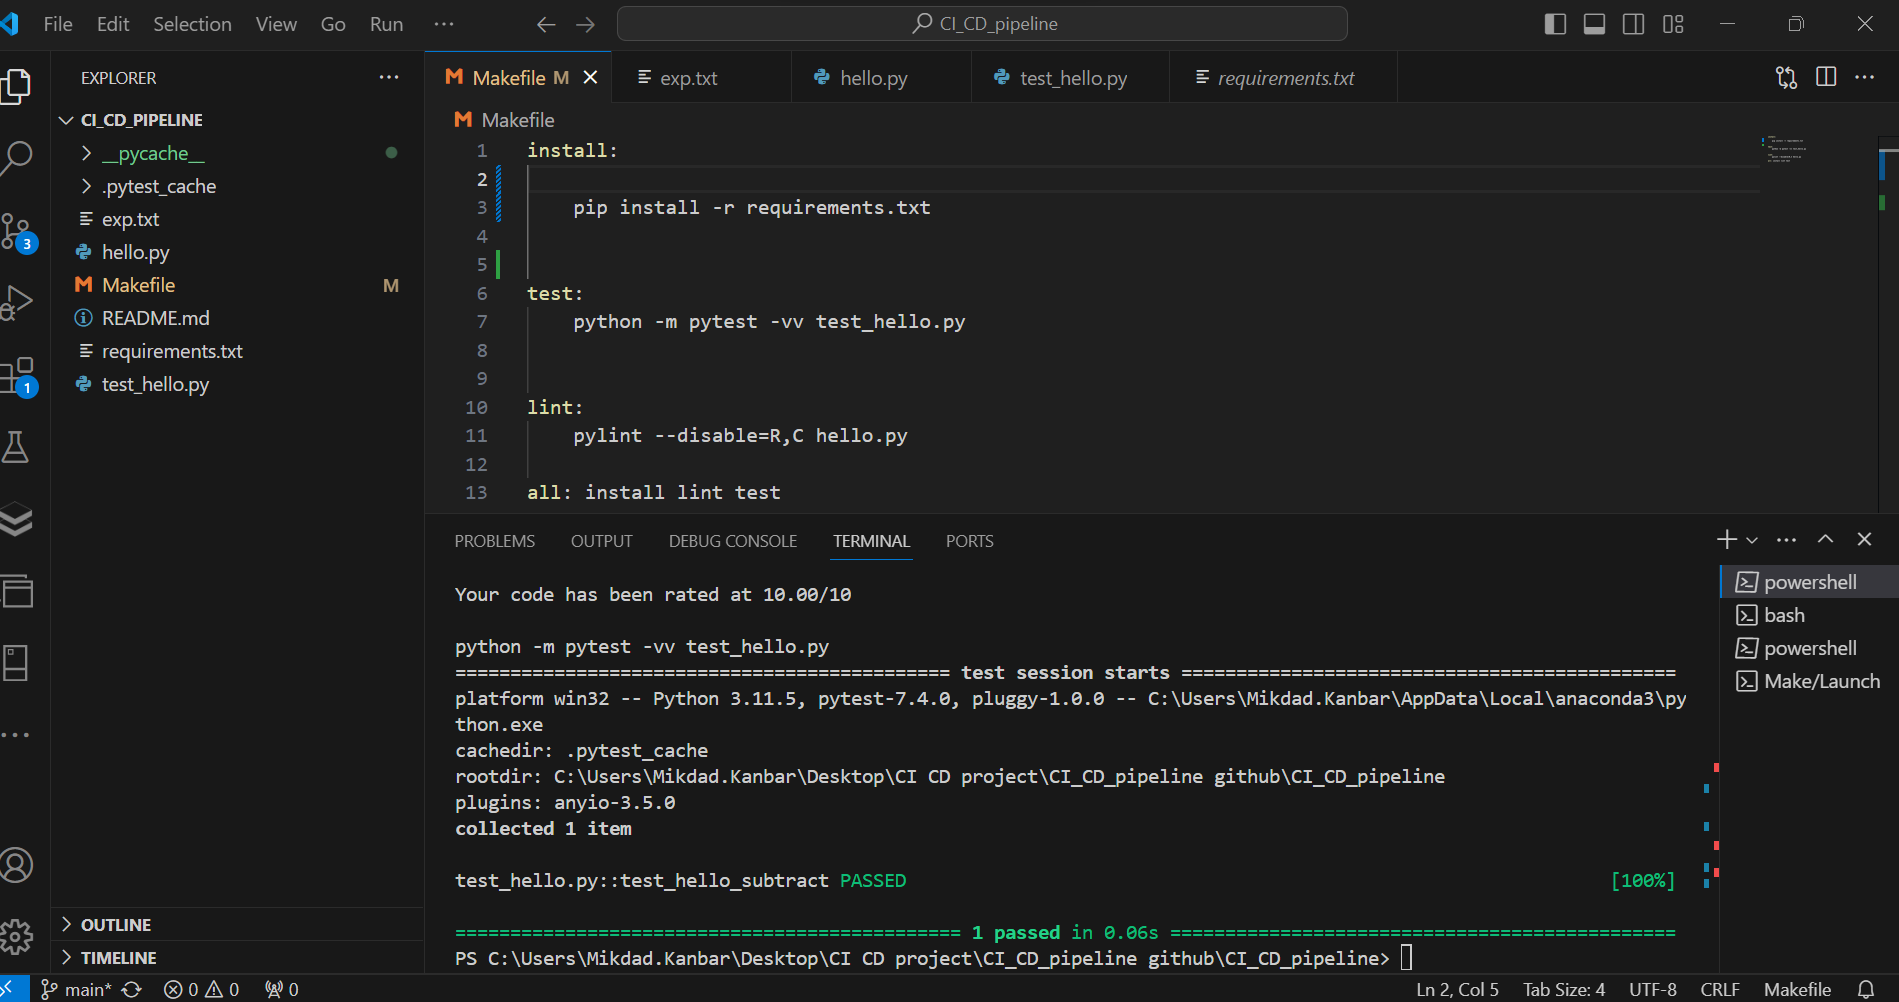 File Edit Selection View Go Run ··· CI_CD_pipeline
EXPLORER ···
CI_CD_PIPELINE
__pycache__
.pytest_cache
exp.txt
hello.py
Makefile M
README.md
requirements.txt
test_hello.py
OUTLINE
TIMELINE
3
1
M Makefile M exp.txt hello.py test_hello.py requirements.txt
M Makefile
1 install:
2
3 pip install -r requirements.txt
4
5
6 test:
7 python -m pytest -vv test_hello.py
8
9
10 lint:
11 pylint --disable=R,C hello.py
12
13 all: install lint test
PROBLEMS OUTPUT DEBUG CONSOLE TERMINAL PORTS
Your code has been rated at 10.00/10
python -m pytest -vv test_hello.py
============================================= test session starts =============================================
platform win32 -- Python 3.11.5, pytest-7.4.0, pluggy-1.0.0 -- C:\Users\Mikdad.Kanbar\AppData\Local\anaconda3\py
thon.exe
cachedir: .pytest_cache
rootdir: C:\Users\Mikdad.Kanbar\Desktop\CI CD project\CI_CD_pipeline github\CI_CD_pipeline
plugins: anyio-3.5.0
collected 1 item
test_hello.py::test_hello_subtract PASSED [100%]
============================================== 1 passed in 0.06s ==============================================
PS C:\Users\Mikdad.Kanbar\Desktop\CI CD project\CI_CD_pipeline github\CI_CD_pipeline>
powershell
bash
powershell
Make/Launch
main* 0 0 0 Ln 2, Col 5 Tab Size: 4 UTF-8 CRLF Makefile